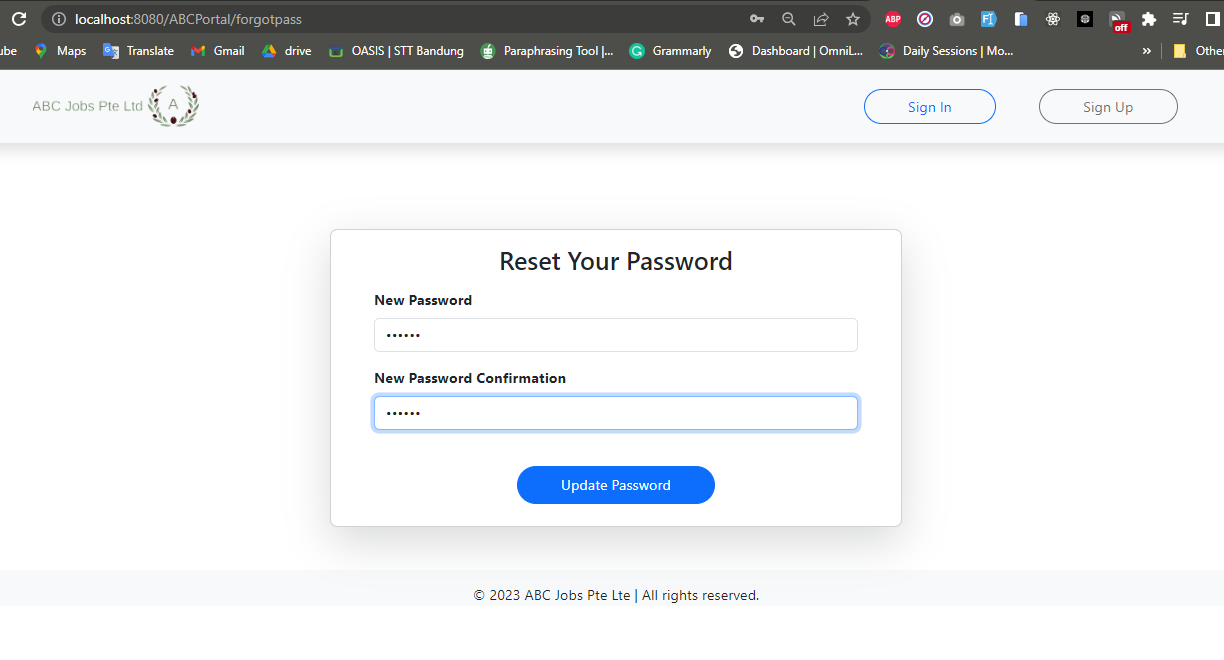 localhost:8080/ABCPortal/forgotpass
ABP
off
ube Maps Translate Gmail drive OASIS | STT Bandung Paraphrasing Tool |... Grammarly Dashboard | OmniL... Daily Sessions | Mo... » Other
ABC Jobs Pte Ltd A Sign In Sign Up
Reset Your Password
New Password
••••••
New Password Confirmation
••••••
Update Password
© 2023 ABC Jobs Pte Lte | All rights reserved.